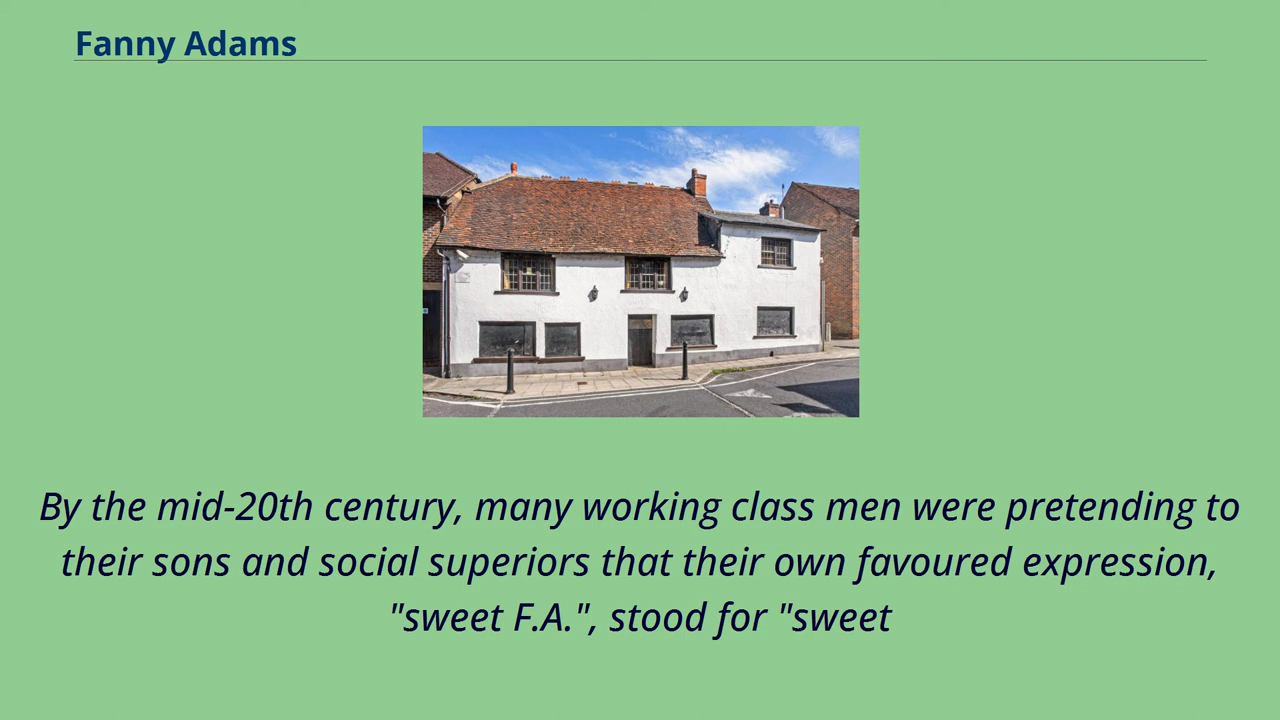 Fanny Adams
By the mid-20th century, many working class men were pretending to
their sons and social superiors that their own favoured expression,
"sweet F.A.", stood for "sweet